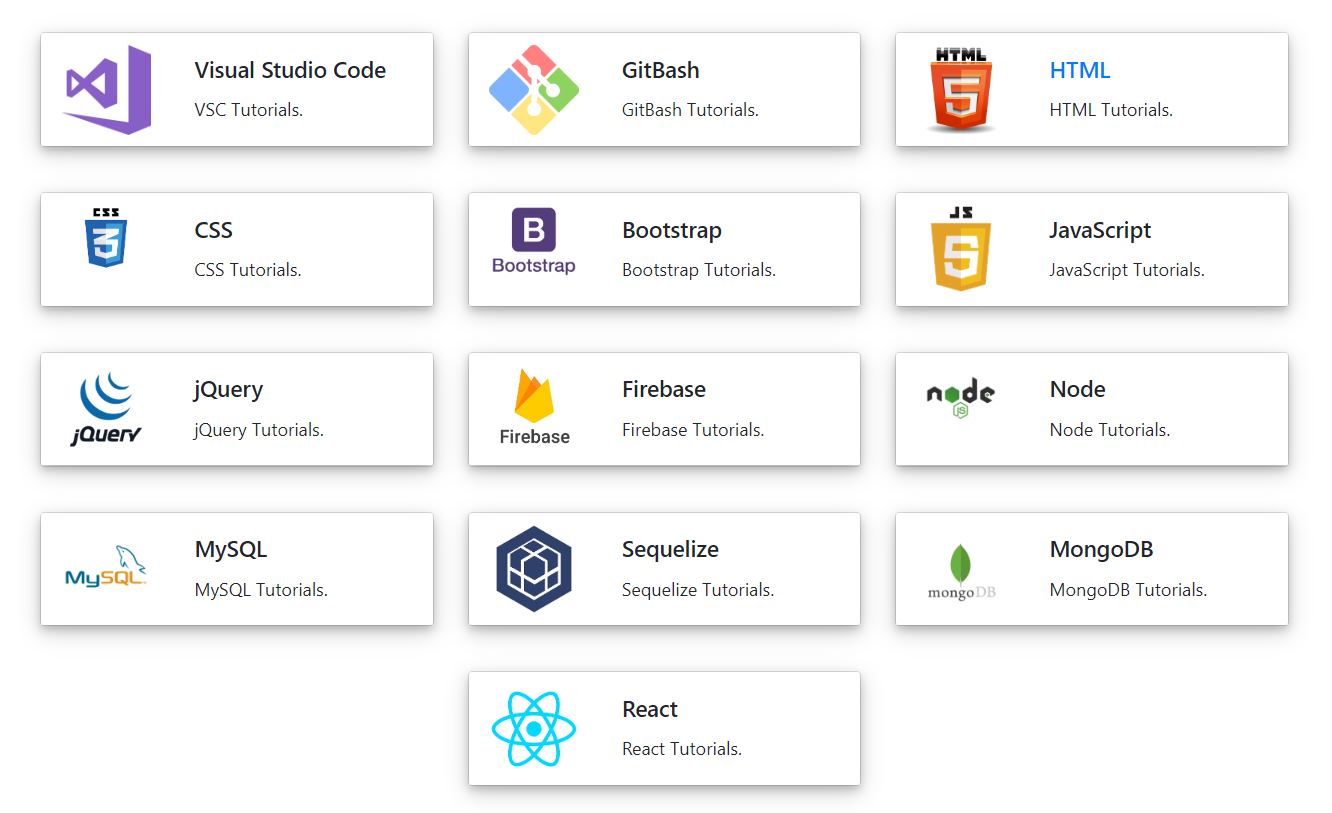 Visual Studio Code
VSC Tutorials.
GitBash
GitBash Tutorials.
HTML
5
HTML
HTML Tutorials.
CSS
3
CSS
CSS Tutorials.
B
Bootstrap
Bootstrap
Bootstrap Tutorials.
JS
5
JavaScript
JavaScript Tutorials.
jQuery
jQuery
jQuery Tutorials.
Firebase
Firebase
Firebase Tutorials.
node
JS
Node
Node Tutorials.
MySQL
MySQL
MySQL Tutorials.
Sequelize
Sequelize Tutorials.
mongoDB
MongoDB
MongoDB Tutorials.
React
React Tutorials.